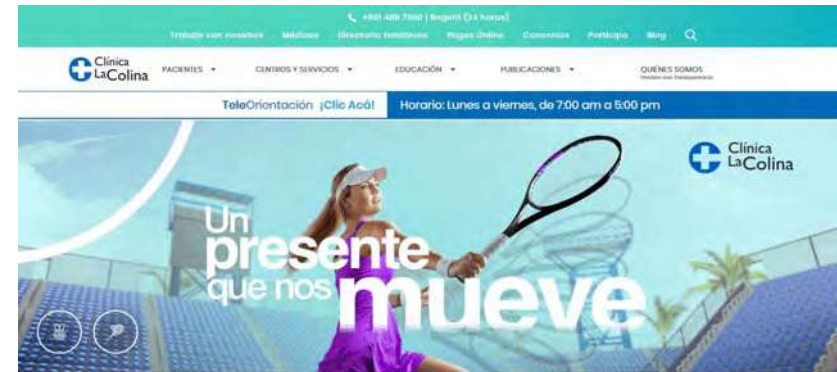 +601 489 7000 | Bogotá (24 horas)
Trabaje con nosotros Médicos Directorio Telefónico Pagos Online Convenios Participa Blog
Clínica
LaColina
PACIENTES CENTROS Y SERVICIOS EDUCACIÓN PUBLICACIONES QUIÉNES SOMOS
TeleOrientación ¡Clic Acá! Horario: Lunes a viernes, de 7:00 am a 5:00 pm
Clínica
LaColina
Un
presente
que nos
mueve